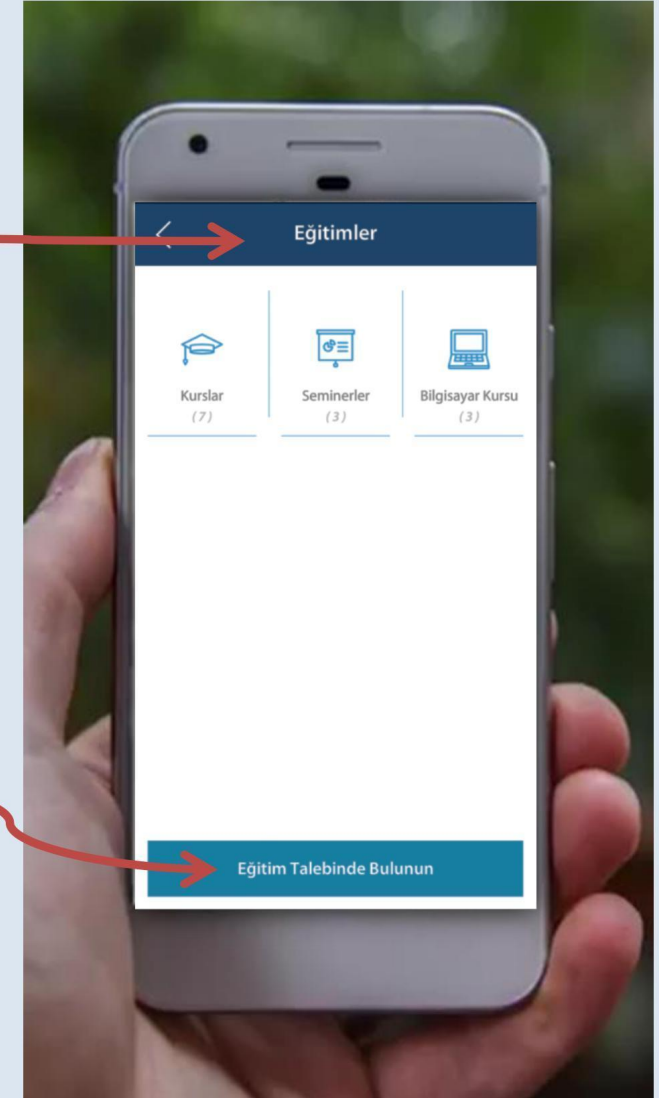 Eğitimler
Kurslar
(7)
Seminerler
(3)
Bilgisayar Kursu
(3)
Eğitim Talebinde Bulunun